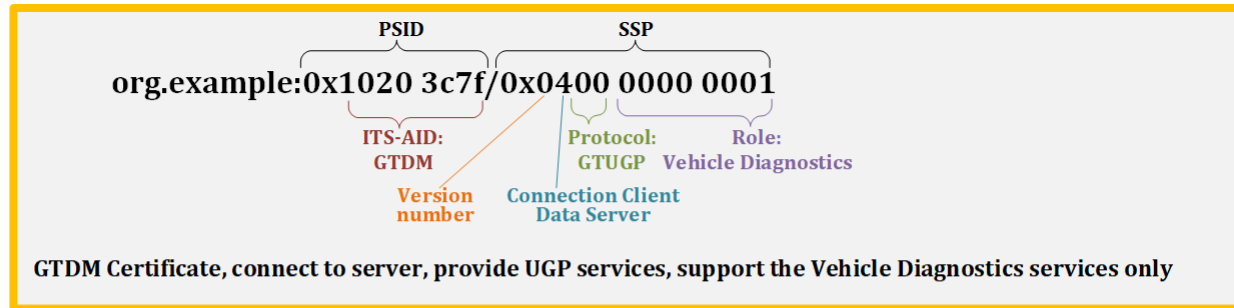 PSID SSP
org.example:0x1020 3c7f/0x0400 0000 0001
ITS-AID: Protocol: Role:
GTDM GTUGP Vehicle Diagnostics
Version Connection Client
number Data Server
GTDM Certificate, connect to server, provide UGP services, support the Vehicle Diagnostics services only